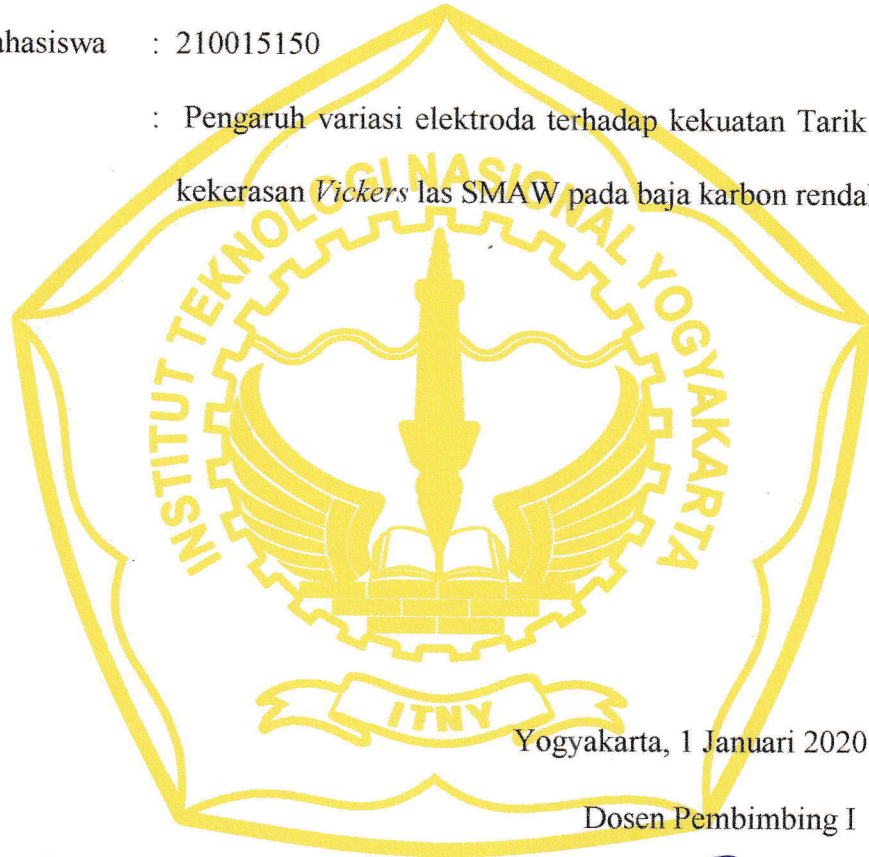 ahasiswa : 210015150
: Pengaruh variasi elektroda terhadap kekuatan Tarik
kekerasan Vickers las SMAW pada baja karbon renda
INSTITUT TEKNOLOGI NASIONAL YOGYAKARTA
ITNY
Yogyakarta, 1 Januari 2020
Dosen Pembimbing I